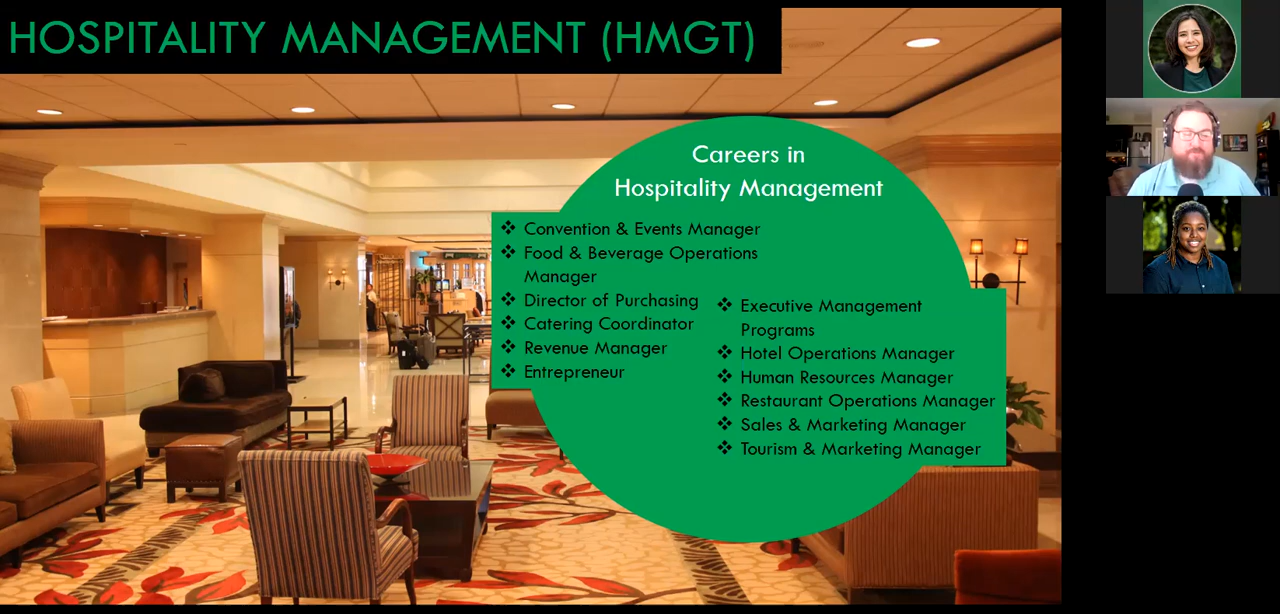 HOSPITALITY MANAGEMENT (HMGT)
Careers in
Hospitality Management
❖ Convention & Events Manager
❖ Food & Beverage Operations
Manager
❖ Director of Purchasing
❖ Catering Coordinator
❖ Revenue Manager
❖ Entrepreneur
❖ Executive Management
Programs
❖ Hotel Operations Manager
❖ Human Resources Manager
❖ Restaurant Operations Manager
❖ Sales & Marketing Manager
❖ Tourism & Marketing Manager